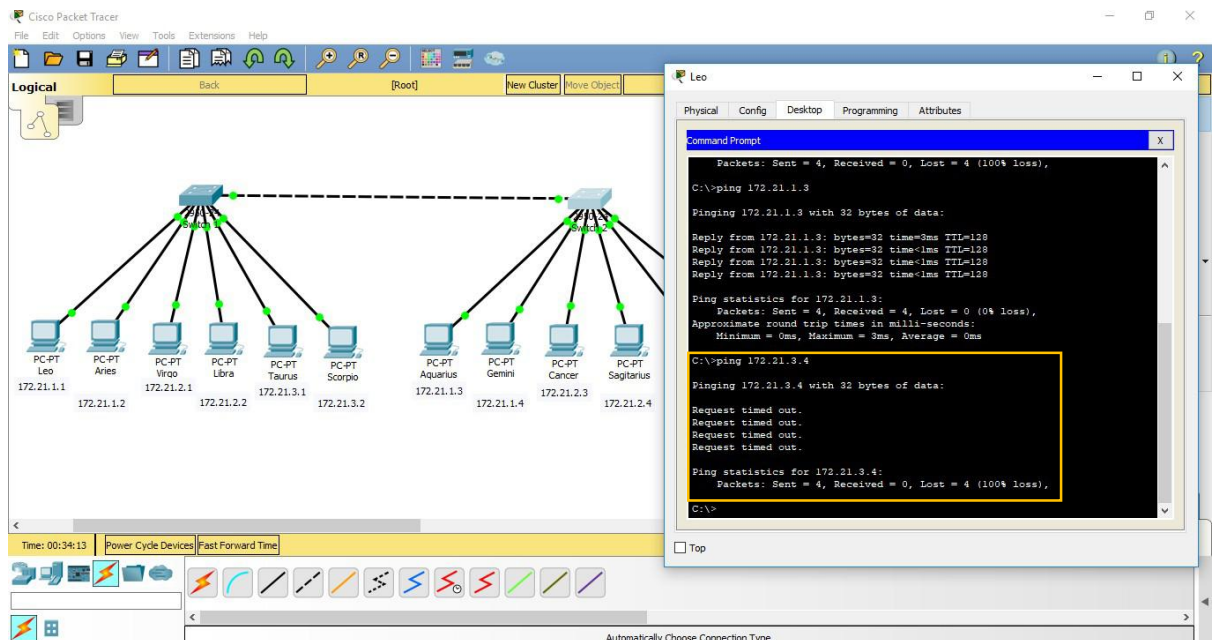 Cisco Packet Tracer
File Edit Options View Tools Extensions Help
Logical
Back
[Root]
New Cluster
Move Object
Switch 1
Switch 2
PC-PT
Leo
172.21.1.1
PC-PT
Aries
172.21.1.2
PC-PT
Virgo
172.21.2.1
PC-PT
Libra
172.21.2.2
PC-PT
Taurus
172.21.3.1
PC-PT
Scorpio
172.21.3.2
PC-PT
Aquarius
172.21.1.3
PC-PT
Gemini
172.21.1.4
PC-PT
Cancer
172.21.2.3
PC-PT
Sagitarius
172.21.2.4
Time: 00:34:13
Power Cycle Devices
Fast Forward Time
Automatically Choose Connection Type
Leo
Physical Config Desktop Programming Attributes
Command Prompt
X
Packets: Sent = 4, Received = 0, Lost = 4 (100% loss),
C:\>ping 172.21.1.3
Pinging 172.21.1.3 with 32 bytes of data:
Reply from 172.21.1.3: bytes=32 time=3ms TTL=128
Reply from 172.21.1.3: bytes=32 time<1ms TTL=128
Reply from 172.21.1.3: bytes=32 time<1ms TTL=128
Reply from 172.21.1.3: bytes=32 time<1ms TTL=128
Ping statistics for 172.21.1.3:
Packets: Sent = 4, Received = 4, Lost = 0 (0% loss),
Approximate round trip times in milli-seconds:
Minimum = 0ms, Maximum = 3ms, Average = 0ms
C:\>ping 172.21.3.4
Pinging 172.21.3.4 with 32 bytes of data:
Request timed out.
Request timed out.
Request timed out.
Request timed out.
Ping statistics for 172.21.3.4:
Packets: Sent = 4, Received = 0, Lost = 4 (100% loss),
C:\>
Top